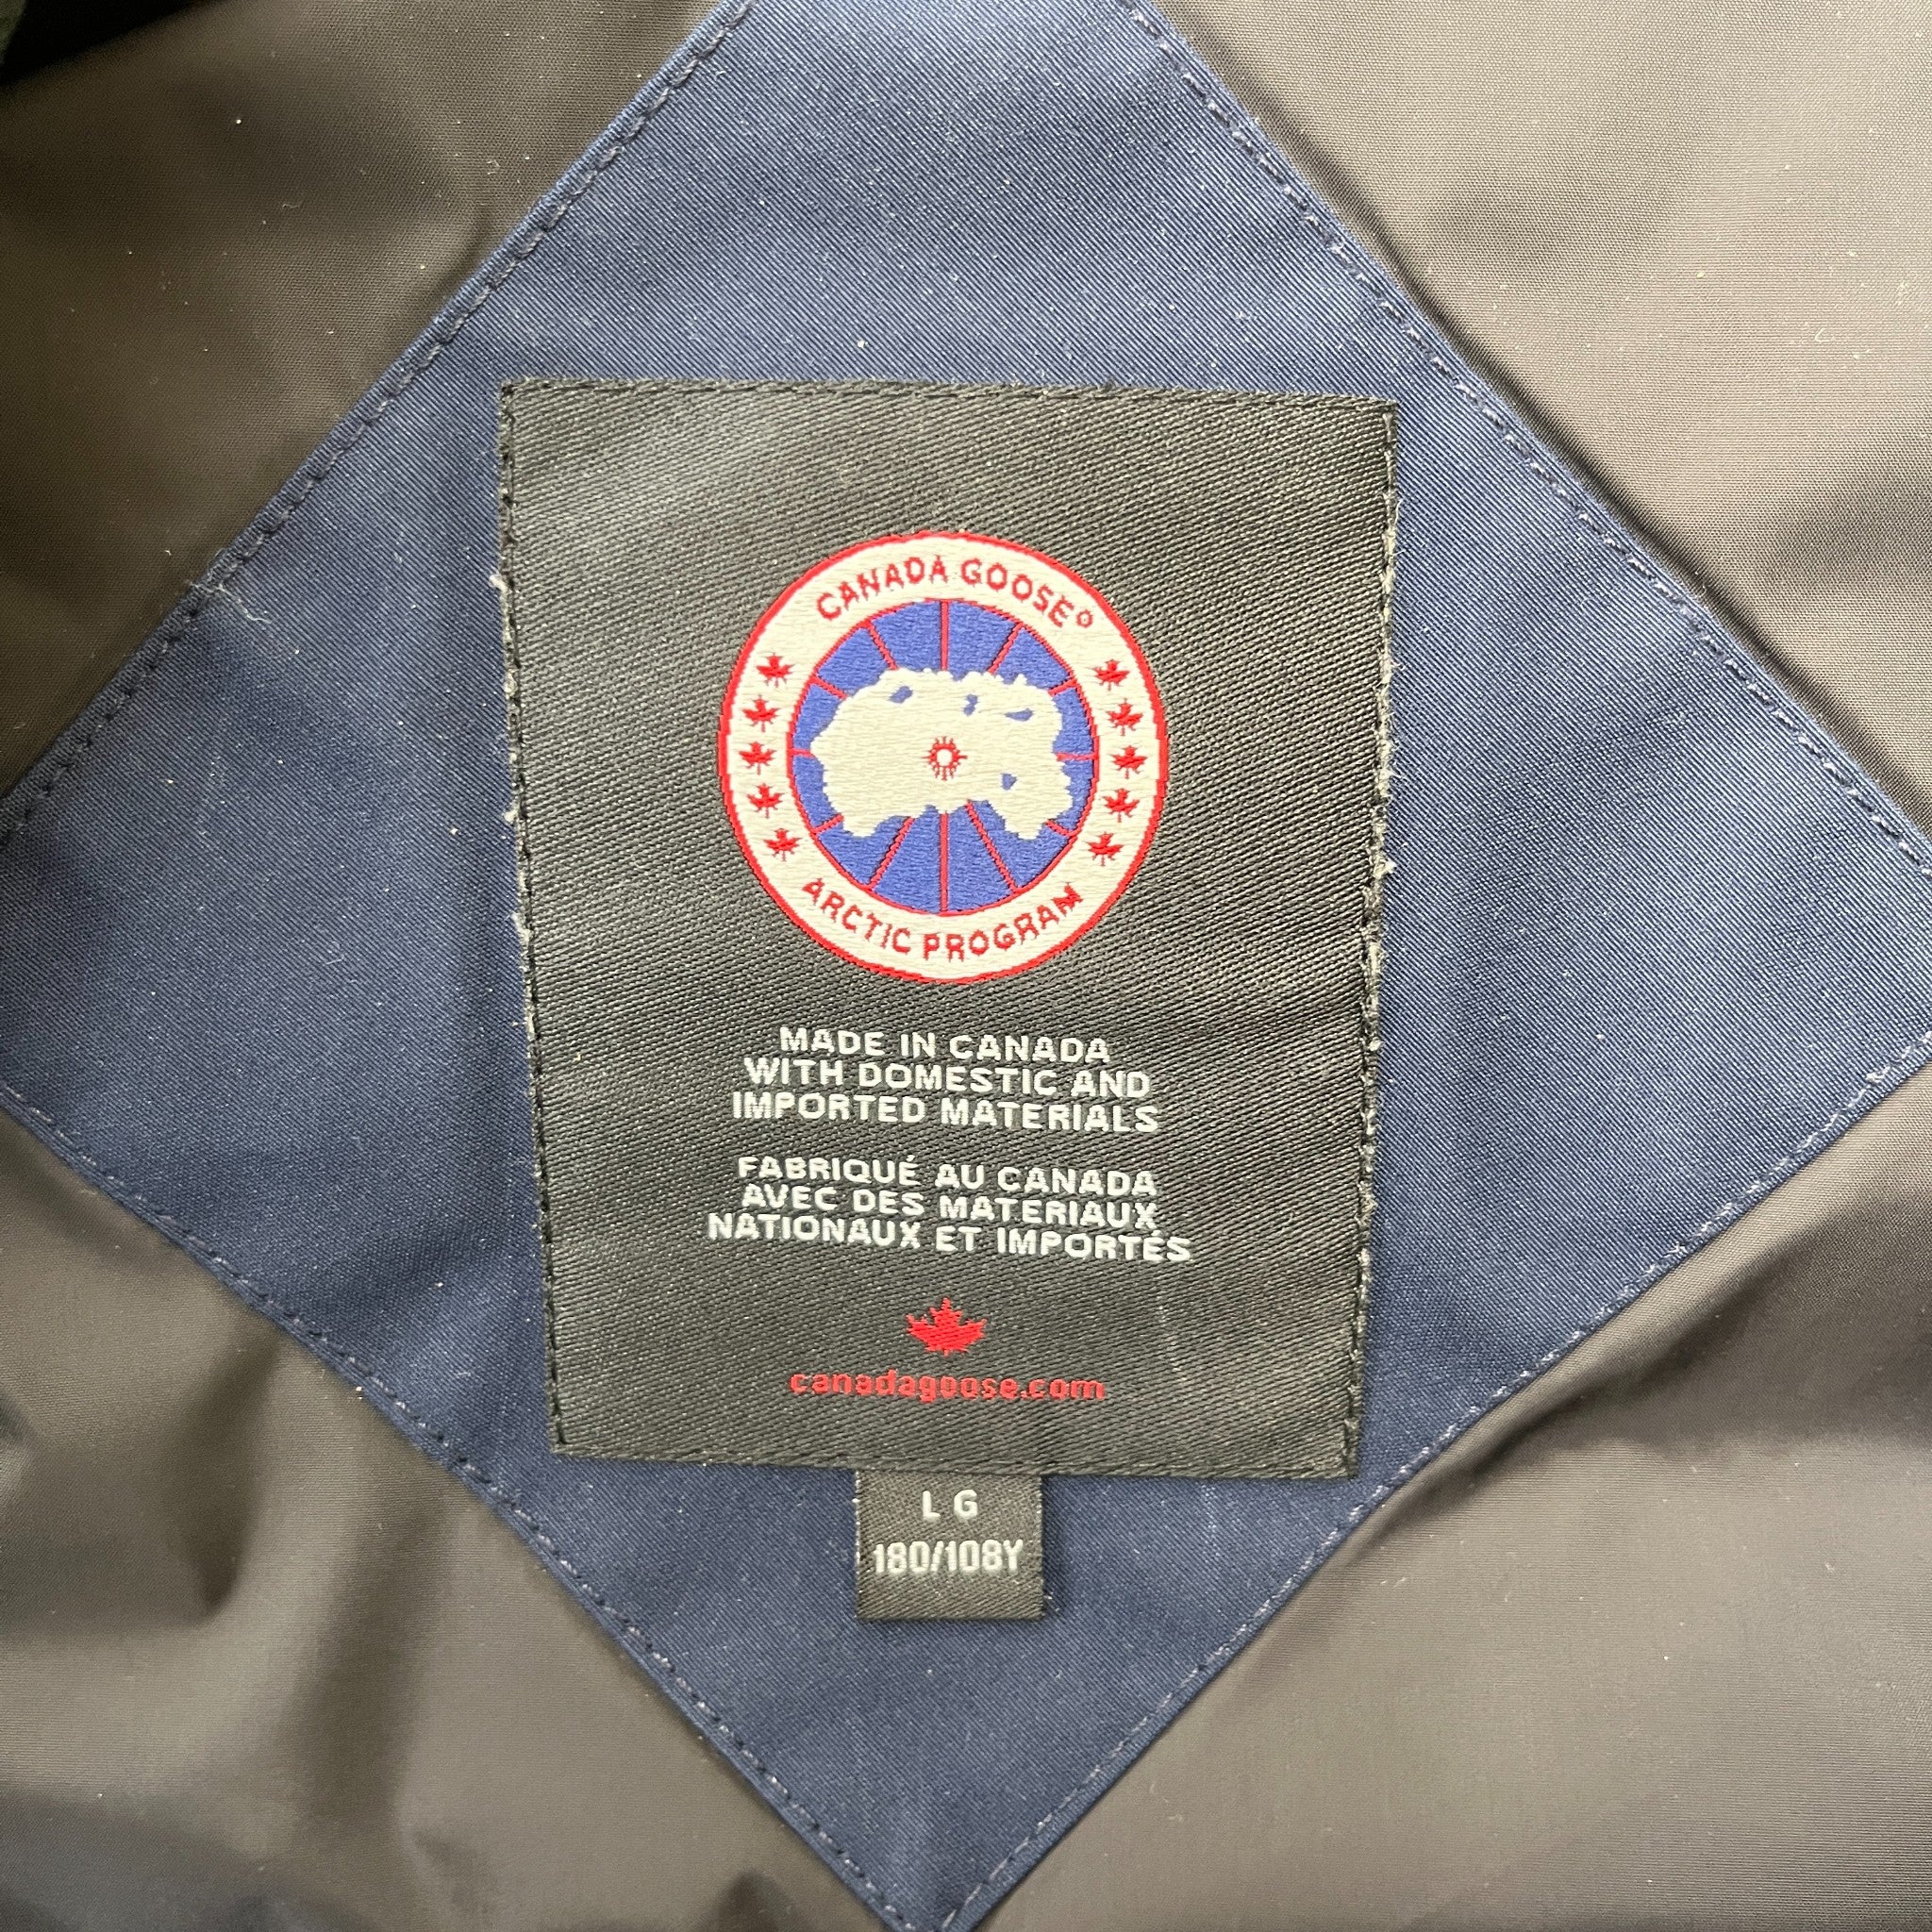 CANADA GOOSE®
ARCTIC PROGRAM
MADE IN CANADA
WITH DOMESTIC AND
IMPORTED MATERIALS
FABRIQUÉ AU CANADA
AVEC DES MATERIAUX
NATIONAUX ET IMPORTÉS
canadagoose.com
LG
180/108Y